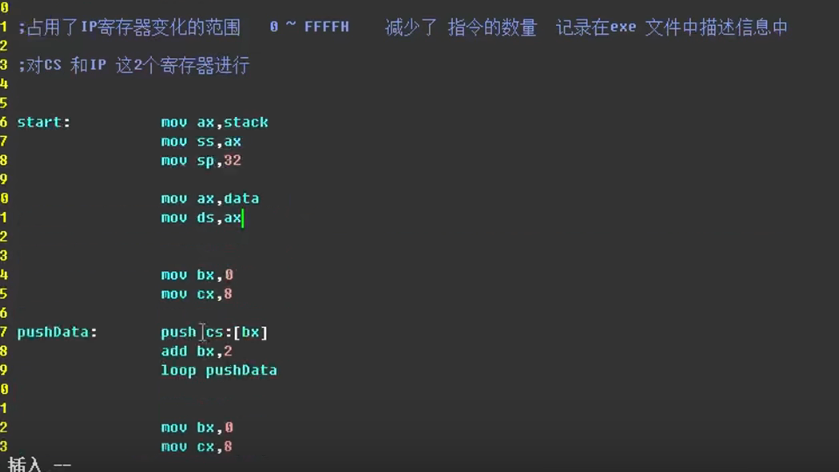 0
1 ;占用了IP寄存器变化的范围 0 ~ FFFFH 减少了 指令的数量 记录在exe 文件中描述信息中
2
3 ;对CS 和IP 这2个寄存器进行
4
5
6 start: mov ax,stack
7 mov ss,ax
8 mov sp,32
9
0 mov ax,data
1 mov ds,ax
2
3
4 mov bx,0
5 mov cx,8
6
7 pushData: push cs:[bx]
8 add bx,2
9 loop pushData
0
1
2 mov bx,0
3 mov cx,8
插入 --